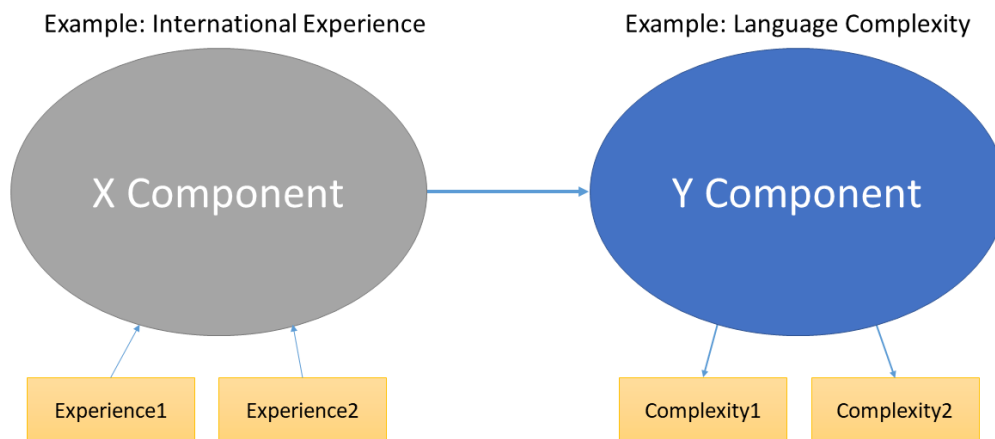 Example: International Experience
Example: Language Complexity
X Component
Y Component
Experience1
Experience2
Complexity1
Complexity2